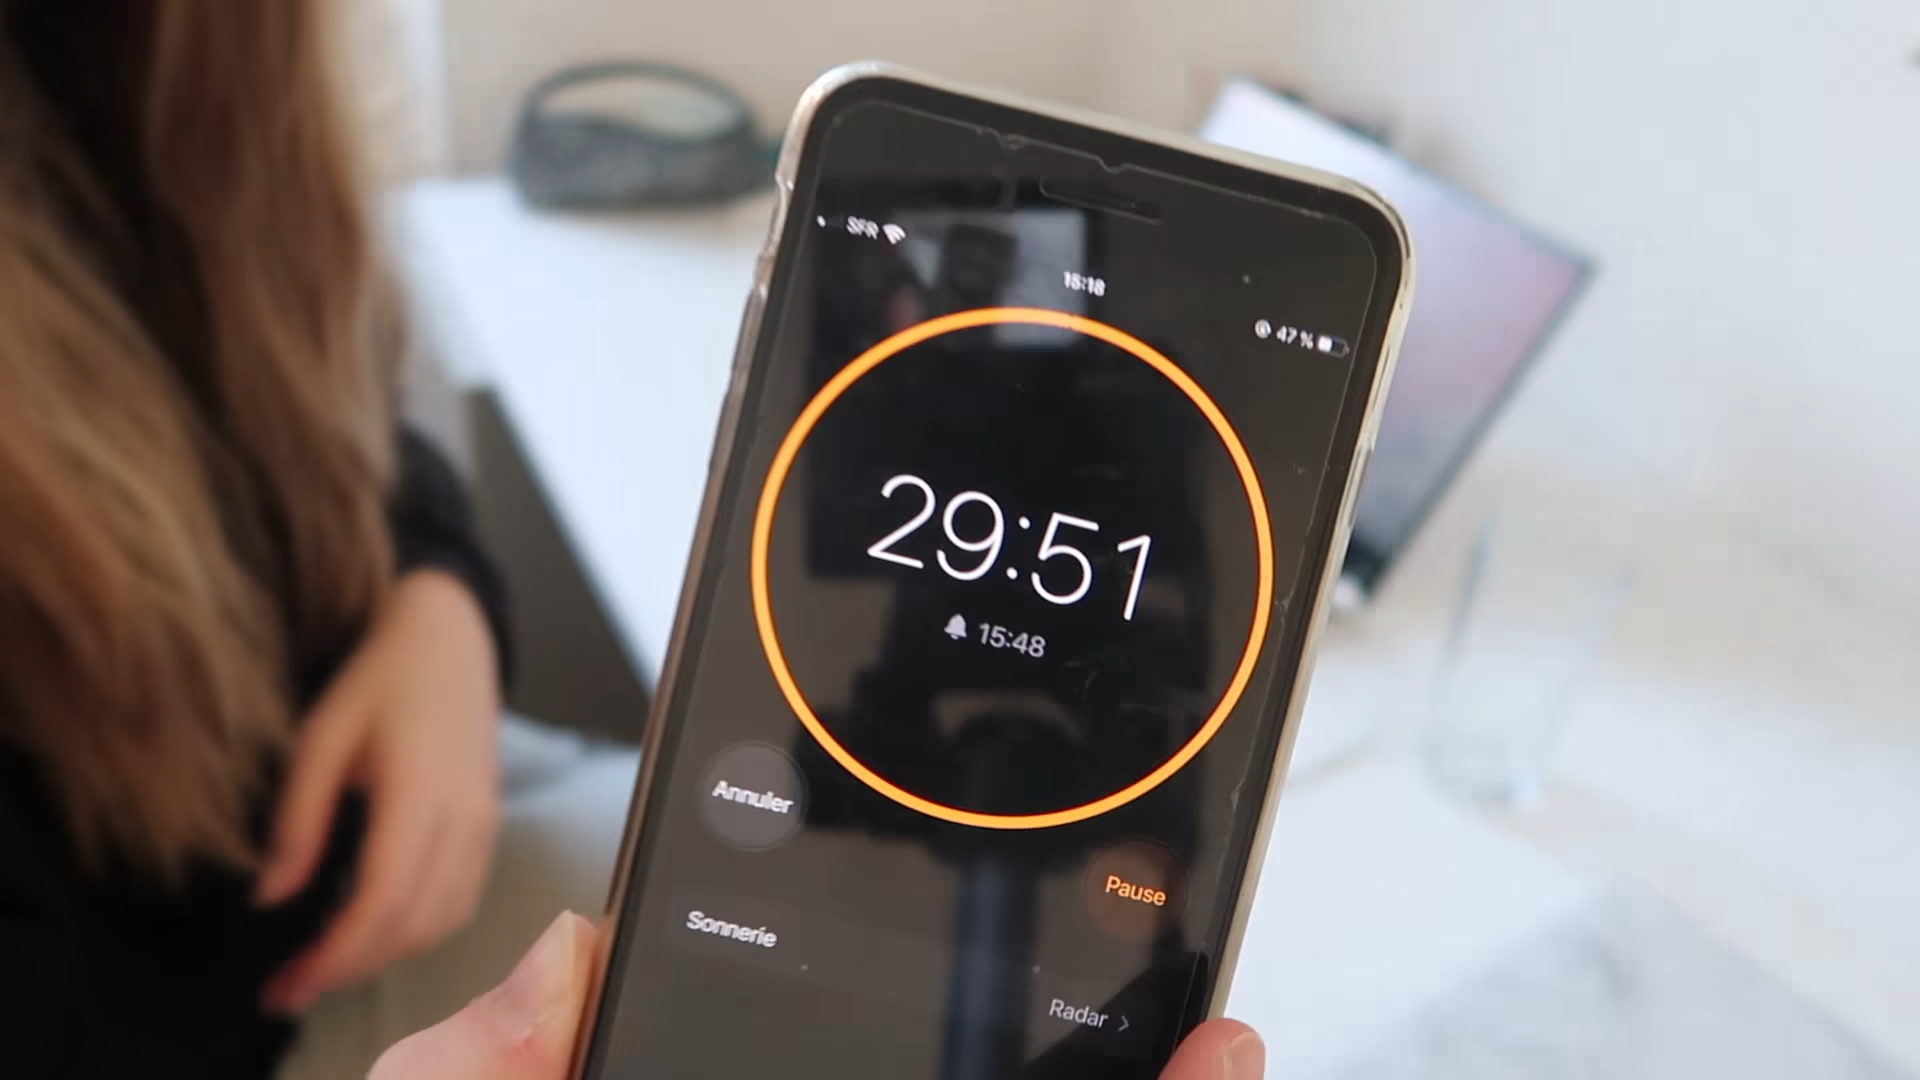 SFR
15:18
47 %
29:51
15:48
Annuler
Pause
Sonnerie
Radar >